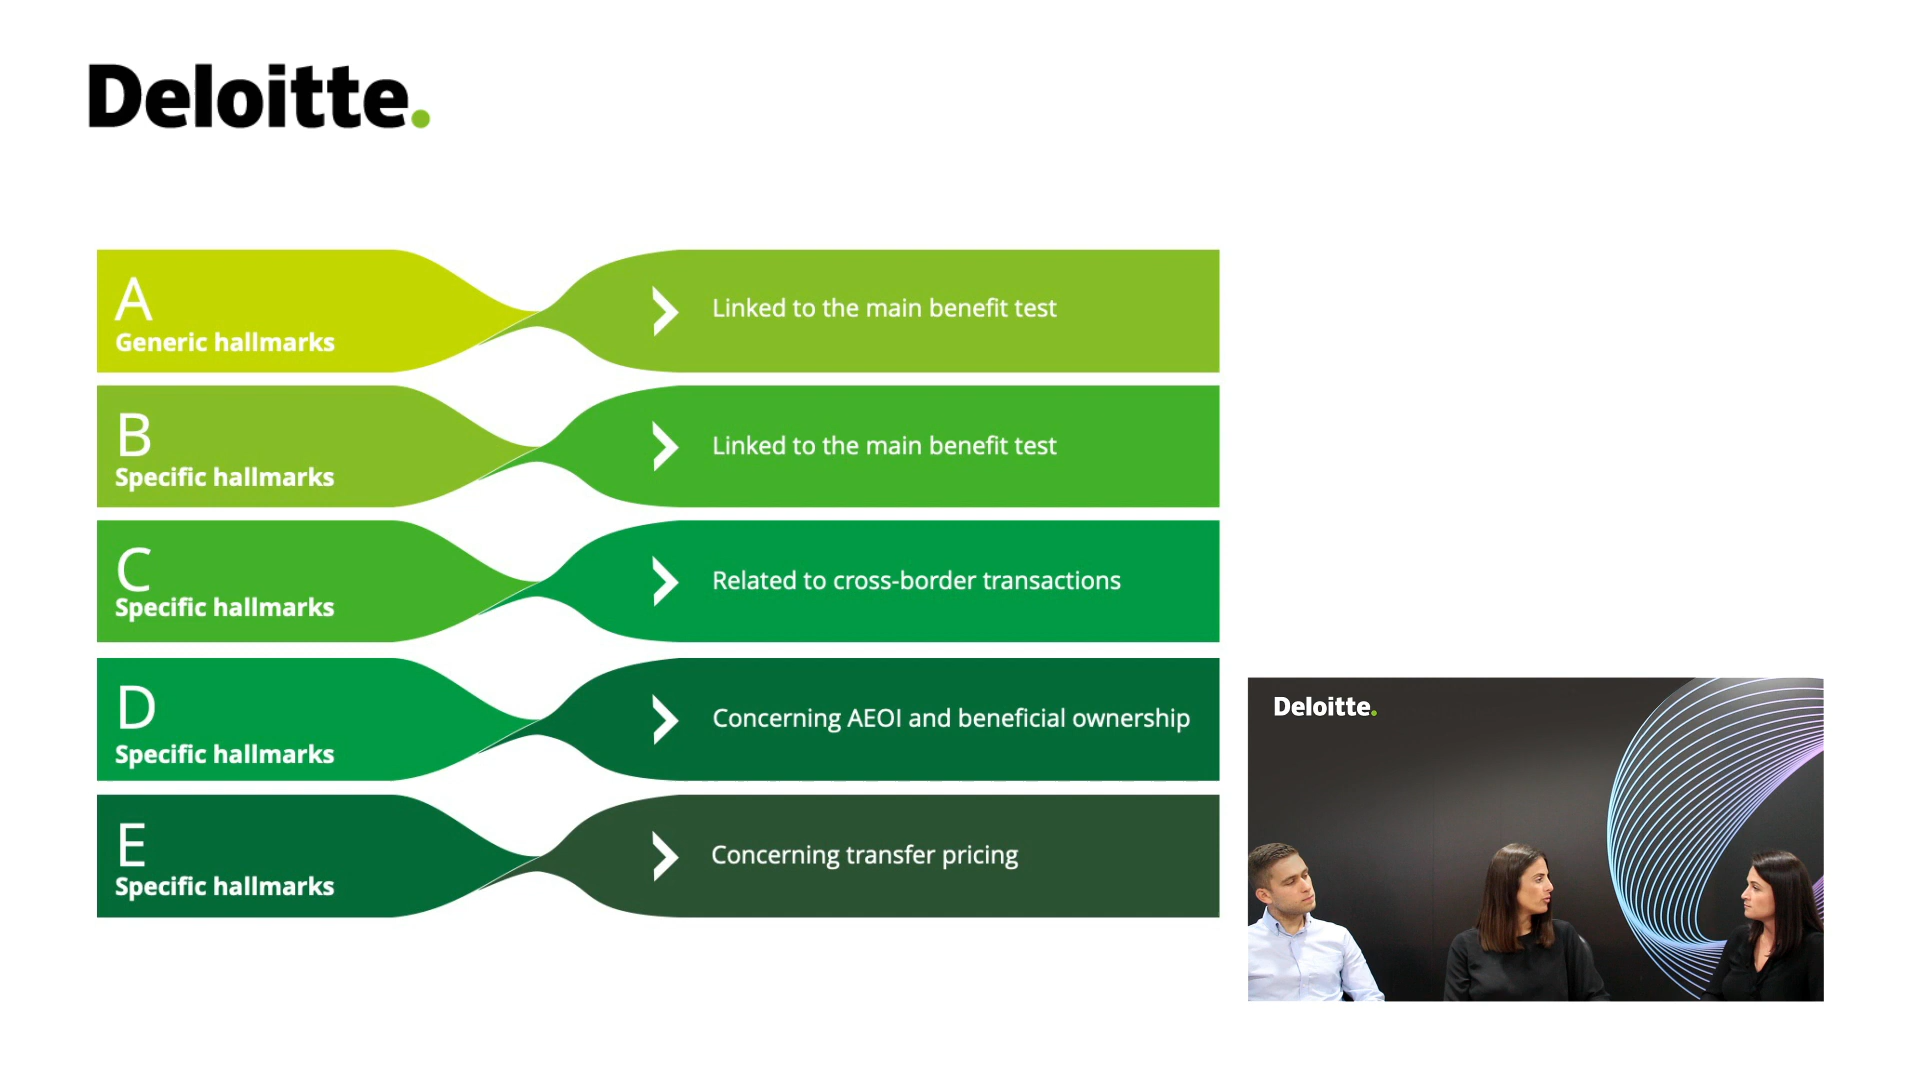 Deloitte.
A
Generic hallmarks
Linked to the main benefit test
B
Specific hallmarks
Linked to the main benefit test
C
Specific hallmarks
Related to cross-border transactions
D
Specific hallmarks
Concerning AEOI and beneficial ownership
E
Specific hallmarks
Concerning transfer pricing
Deloitte.